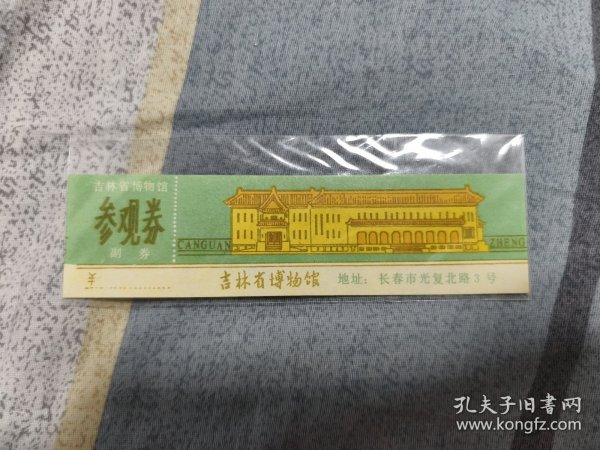 吉林省博物馆
参观券
副券
CANGUAN
ZHENG
羊
吉林省博物馆 地址：长春市光复北路3号
孔夫子旧书网
www.kongfz.com